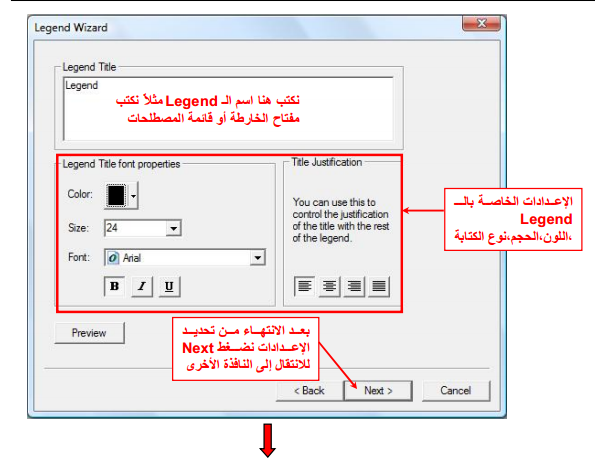 Legend Wizard
Legend Title
Legend
نكتب هنا اسم الـ Legend مثلاً نكتب
مفتاح الخارطة أو قائمة المصطلحات
Legend Title font properties
Color:
Size:
24
Font:
Arial
B I U
Title Justification
You can use this to
control the justification
of the title with the rest
of the legend.
الإعـدادات الخاصـة بالـــ
Legend
،اللون،الحجم،نوع الكتابة
Preview
بعـد الانتهـاء مـن تحديـد
الإعـدادات نضـغط Next
للانتقال إلى النافذة الأخرى
< Back
Next >
Cancel